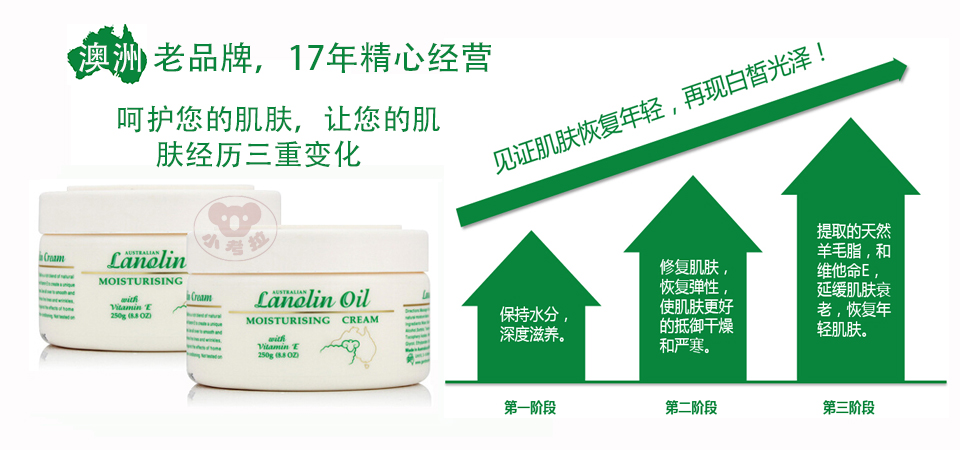 澳洲 老品牌，17年精心经营
呵护您的肌肤，让您的肌
肤经历三重变化
见证肌肤恢复年轻，再现白皙光泽！
小考拉
in Cream
AUSTRALIAN
Lanolin
MOISTURISING
with
Vitamin E
250g (8.8 OZ)
in Cream
AUSTRALIAN
Lanolin Oil
MOISTURISING CREAM
with
Vitamin E
250g (8.8 OZ)
保持水分，
深度滋养。
修复肌肤，
恢复弹性，
使肌肤更好
的抵御干燥
和严寒。
提取的天然
羊毛脂，和
维他命E，
延缓肌肤衰
老，恢复年
轻肌肤。
第一阶段
第二阶段
第三阶段